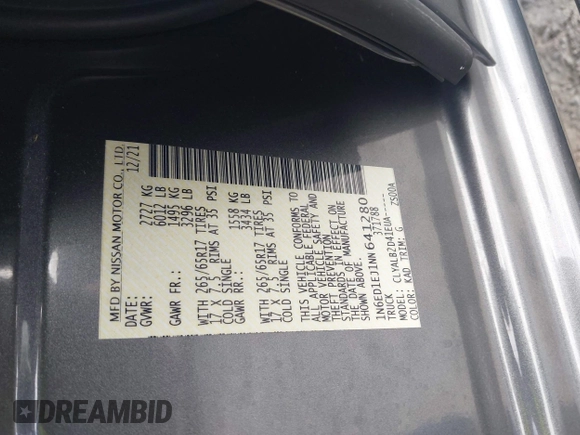 MFD BY NISSAN MOTOR CO., LTD.
DATE: 12/21
GVWR: 2727 KG
6012 LB
GAWR FR.: 1495 KG
3296 LB
WITH 265/65R17 TIRES
17 X 7.5 RIMS AT 35 PSI
COLD SINGLE
GAWR RR.: 1558 KG
3434 LB
WITH 265/65R17 TIRES
17 X 7.5 RIMS AT 35 PSI
COLD SINGLE
THIS VEHICLE CONFORMS TO
ALL APPLICABLE FEDERAL
MOTOR VEHICLE SAFETY AND
THEFT PREVENTION
STANDARDS IN EFFECT ON
THE DATE OF MANUFACTURE
SHOWN ABOVE.
1N6ED1EJ1NN641280
TRUCK 371788
MODEL: CLYALB2D41EUA-----
COLOR: KAD TRIM: G 2S00A
DREAMBID